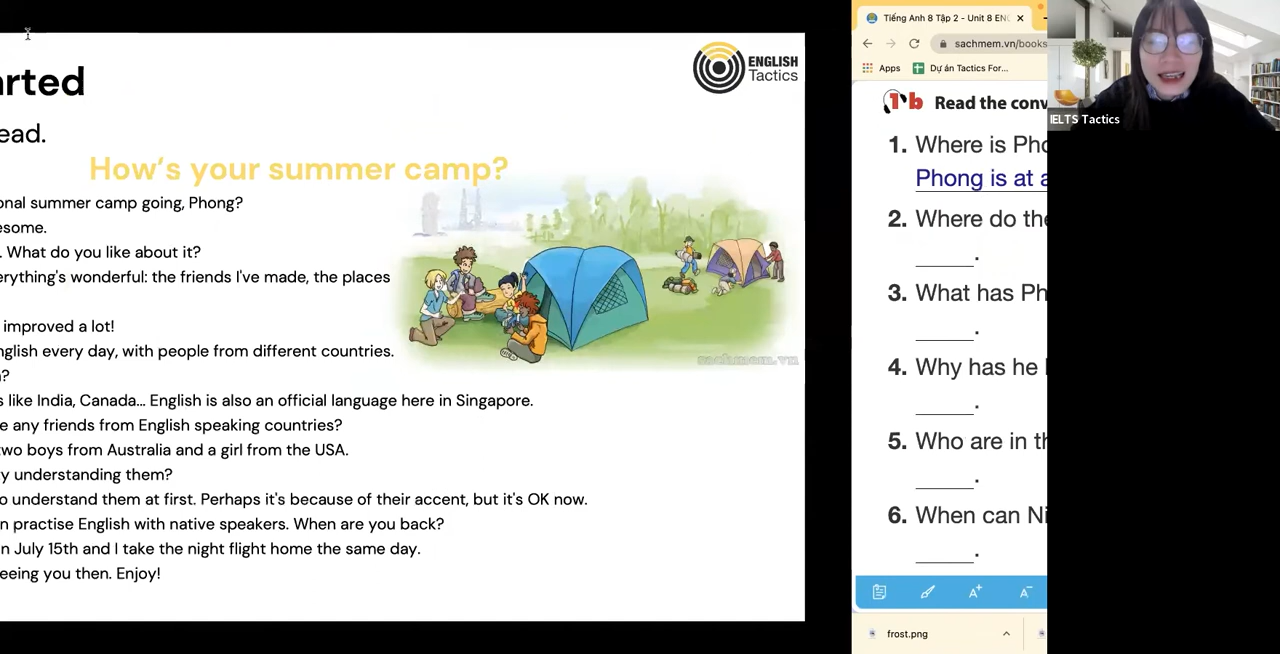 arted
ead.
How's your summer camp?
onal summer camp going, Phong?
esome.
. What do you like about it?
erything's wonderful: the friends I've made, the places
improved a lot!
nglish every day, with people from different countries.
n?
s like India, Canada... English is also an official language here in Singapore.
e any friends from English speaking countries?
two boys from Australia and a girl from the USA.
ty understanding them?
o understand them at first. Perhaps it's because of their accent, but it's OK now.
n practise English with native speakers. When are you back?
n July 15th and I take the night flight home the same day.
eeing you then. Enjoy!
ENGLISH
Tactics
sachmem.vn
Tiếng Anh 8 Tập 2 - Unit 8 EN
sachmem.vn/books
Apps
Dự án Tactics For...
1b Read the conv
1. Where is Pho
Phong is at a
2. Where do the
3. What has Ph
4. Why has he
5. Who are in th
6. When can Ni
A+
A-
frost.png
IELTS Tactics